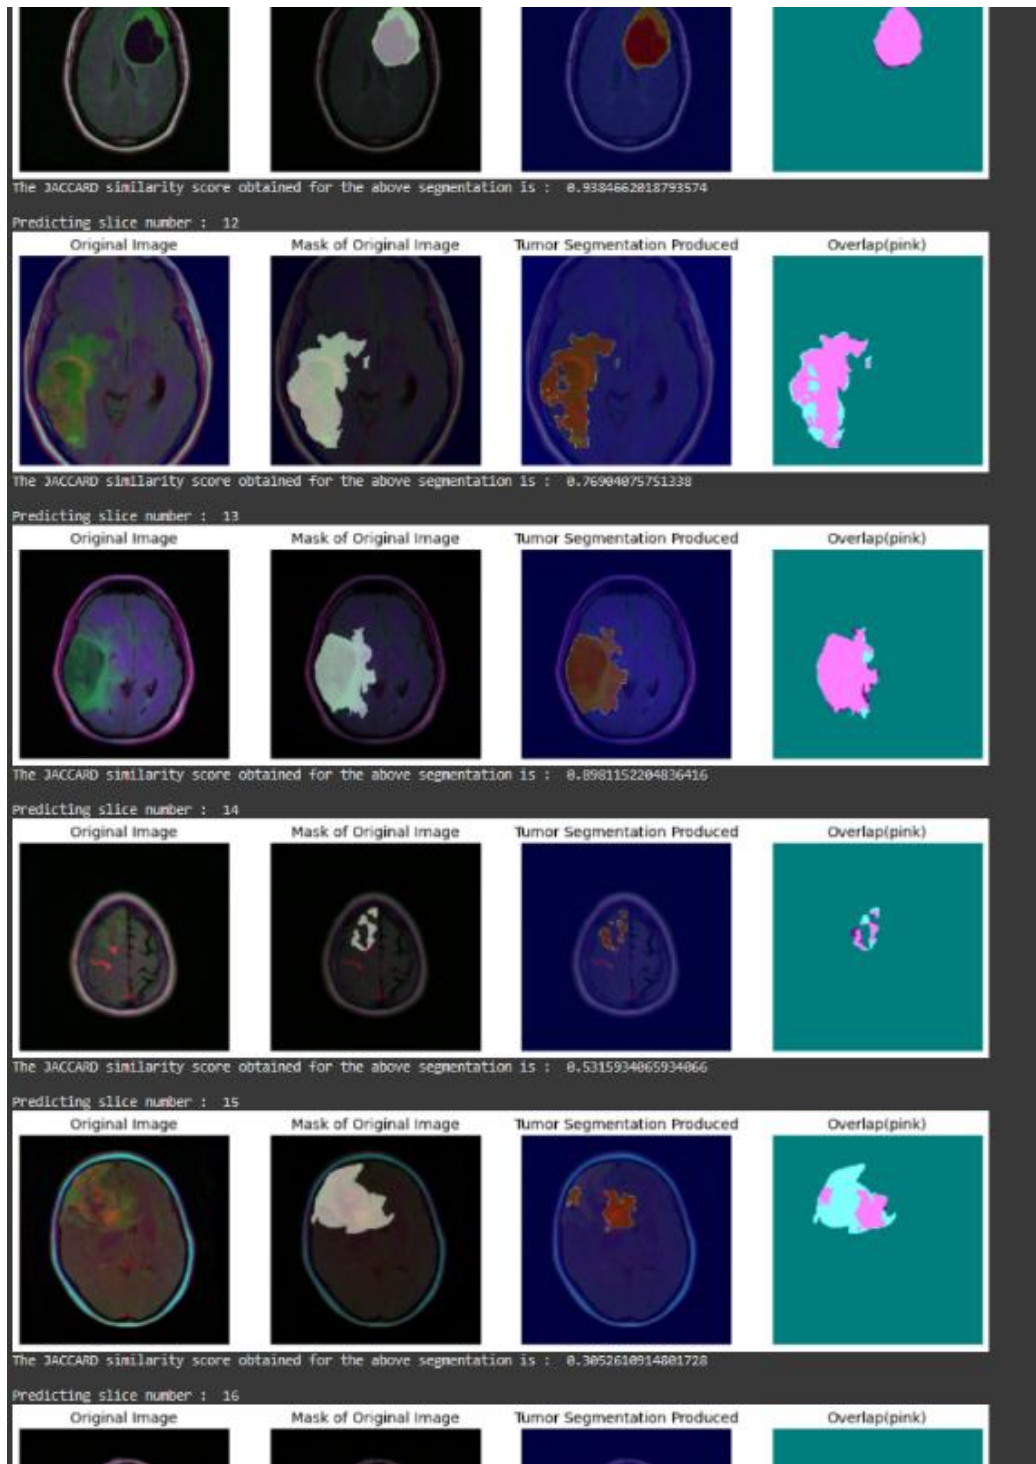 The JACCARD similarity score obtained for the above segmentation is :  0.9384662018793574
Predicting slice number :  12
Original Image Mask of Original Image Tumor Segmentation Produced Overlap(pink)
The JACCARD similarity score obtained for the above segmentation is :  0.76904075751338
Predicting slice number :  13
Original Image Mask of Original Image Tumor Segmentation Produced Overlap(pink)
The JACCARD similarity score obtained for the above segmentation is :  0.8981152204836416
Predicting slice number :  14
Original Image Mask of Original Image Tumor Segmentation Produced Overlap(pink)
The JACCARD similarity score obtained for the above segmentation is :  0.5315934065934066
Predicting slice number :  15
Original Image Mask of Original Image Tumor Segmentation Produced Overlap(pink)
The JACCARD similarity score obtained for the above segmentation is :  0.3052610914801728
Predicting slice number :  16
Original Image Mask of Original Image Tumor Segmentation Produced Overlap(pink)